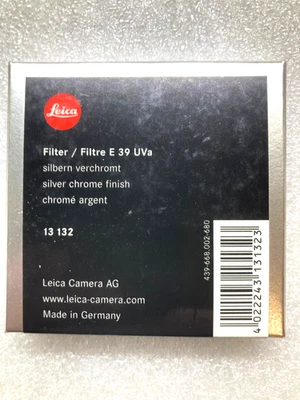 Leica
Filter / Filtre E 39 UVa
silbern verchromt
silver chrome finish
chromé argent
13 132
Leica Camera AG
www.leica-camera.com
Made in Germany
439-668.002-680
4 022243 131323